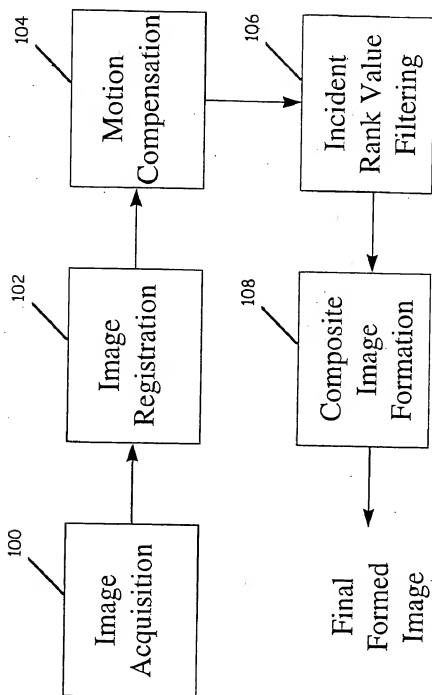 100
Image
Acquisition
102
Image
Registration
104
Motion
Compensation
106
Incident
Rank Value
Filtering
108
Composite
Image
Formation
Final
Formed
Image